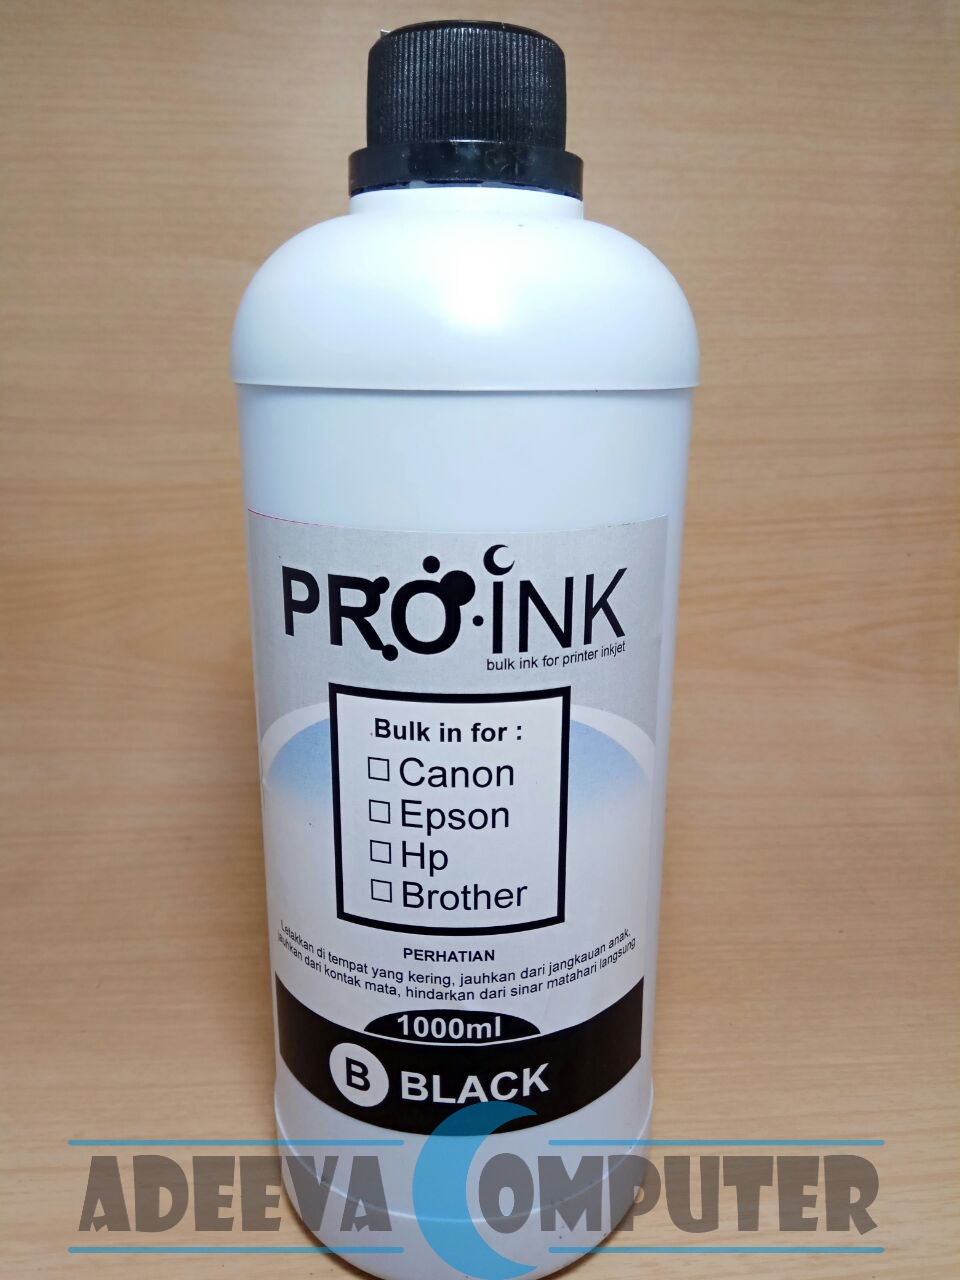 PRO·INK
bulk ink for printer inkjet
Bulk in for :
Canon
Epson
Hp
Brother
PERHATIAN
Letakkan di tempat yang kering, jauhkan dari jangkauan anak,
jauhkan dari kontak mata, hindarkan dari sinar matahari langsung
1000ml
B BLACK
ADEEVA COMPUTER